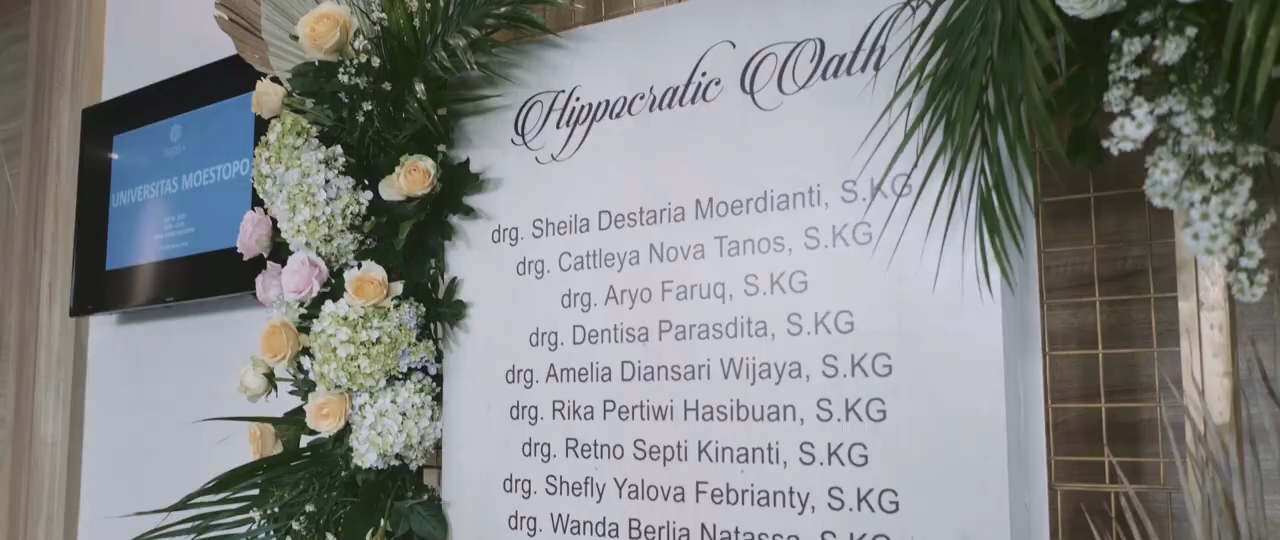 UNIVERSITAS MOESTOPO
Hippocratic Oath
drg. Sheila Destaria Moerdianti, S.KG
drg. Cattleya Nova Tanos, S.KG
drg. Aryo Faruq, S.KG
drg. Dentisa Parasdita, S.KG
drg. Amelia Diansari Wijaya, S.KG
drg. Rika Pertiwi Hasibuan, S.KG
drg. Retno Septi Kinanti, S.KG
drg. Shefly Yalova Febrianty, S.KG
drg. Wanda Berlia Natassa, S.KG